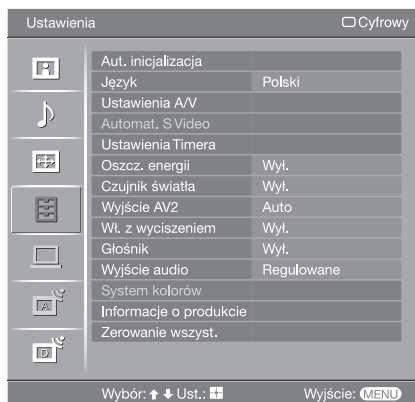 Ustawienia Cyfrowy
Aut. inicjalizacja
Język Polski
Ustawienia A/V
Automat. S Video
Ustawienia Timera
Oszcz. energii Wył.
Czujnik światła Wył.
Wyjście AV2 Auto
Wł. z wyciszeniem Wył.
Głośnik Wył.
Wyjście audio Regulowane
System kolorów
Informacje o produkcie
Zerowanie wszyst.
A
D
Wybór: Ust.: Wyjście: MENU